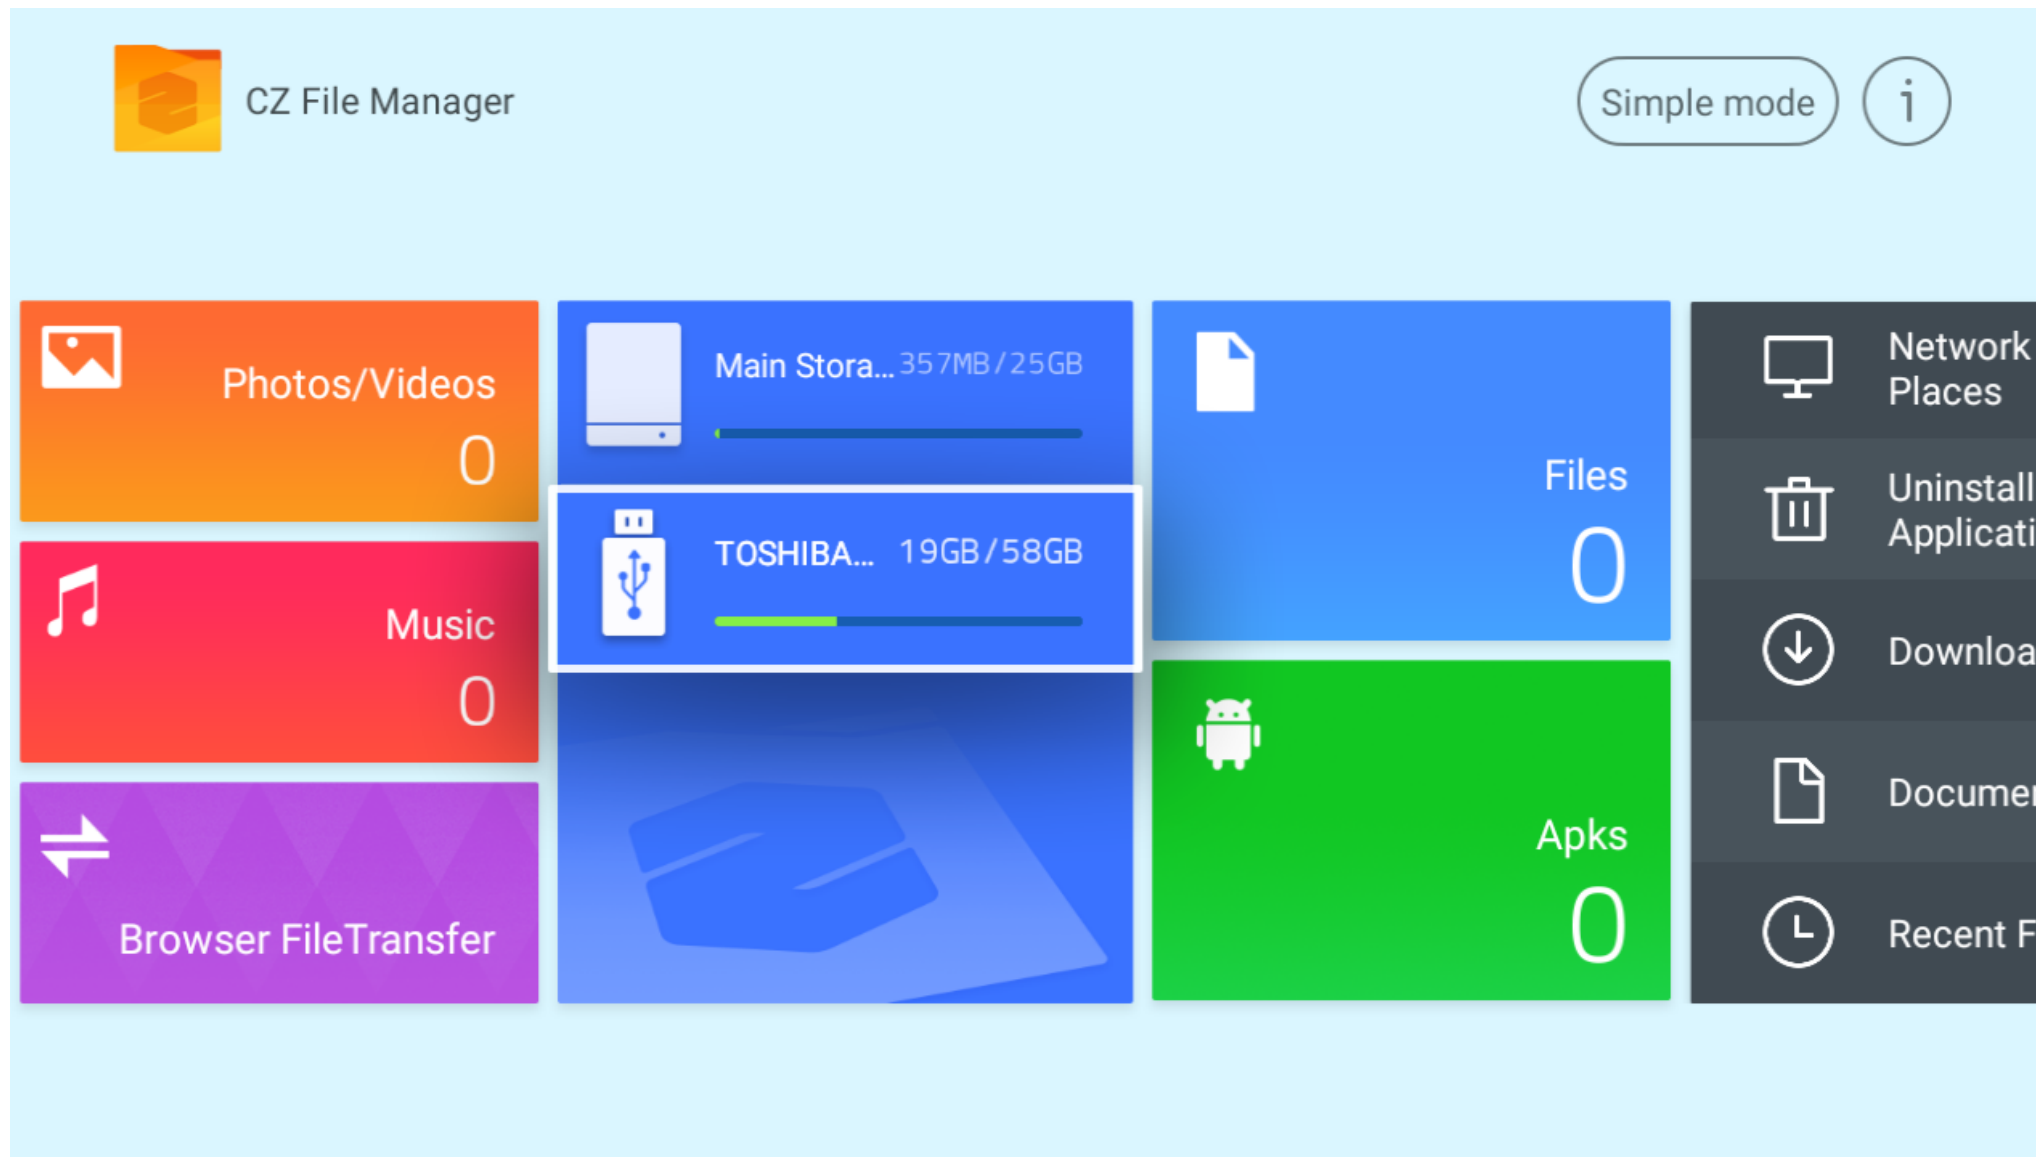 CZ File Manager
Simple mode
i
Photos/Videos
0
Music
0
Browser FileTransfer
Main Stora... 357MB/25GB
TOSHIBA... 19GB/58GB
Files
0
Apks
0
Network
Places
Uninstall
Applicati
Downloa
Documen
Recent F